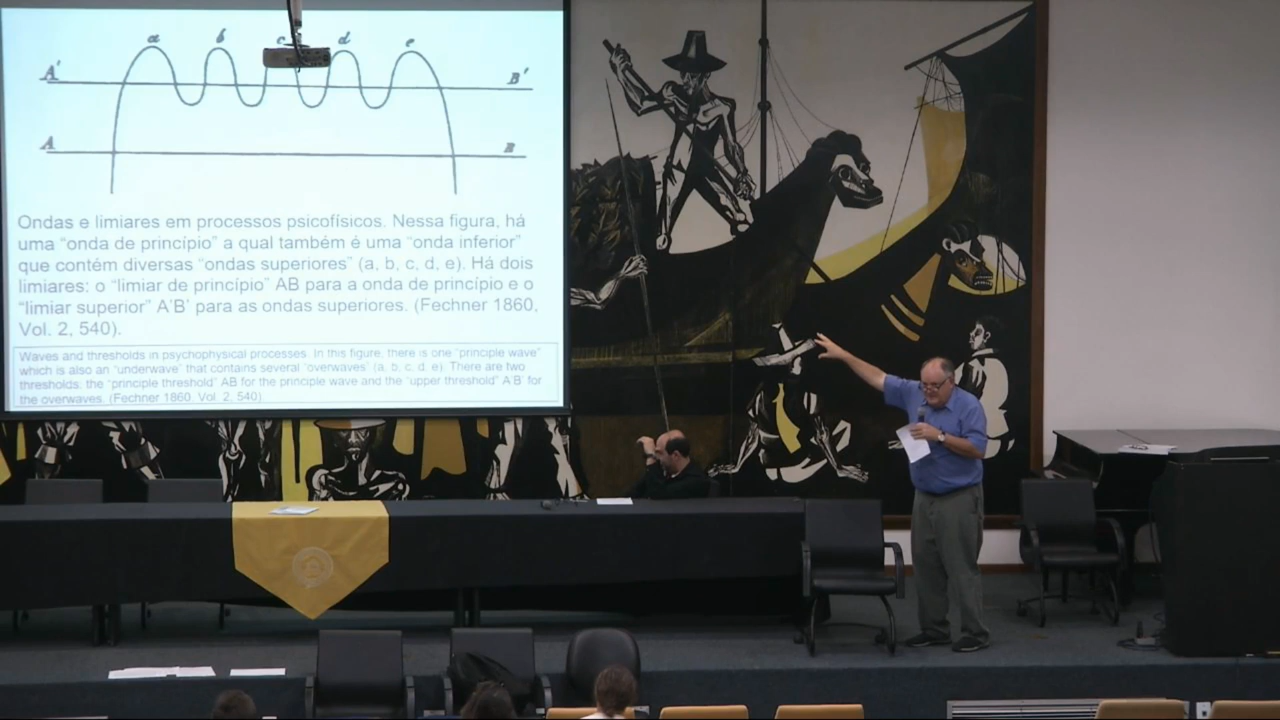 a b c d e
A' B'
A B
Ondas e limiares em processos psicofísicos. Nessa figura, há
uma “onda de princípio” a qual também é uma “onda inferior”
que contém diversas “ondas superiores” (a, b, c, d, e). Há dois
limiares: o “limiar de princípio” AB para a onda de princípio e o
“limiar superior” A’B’ para as ondas superiores. (Fechner 1860,
Vol. 2, 540).
Waves and thresholds in psychophysical processes. In this figure, there is one “principle wave”
which is also an “underwave” that contains several “overwaves” (a, b, c, d, e). There are two
thresholds: the “principle threshold” AB for the principle wave and the “upper threshold” A’B’ for
the overwaves. (Fechner 1860, Vol. 2, 540)